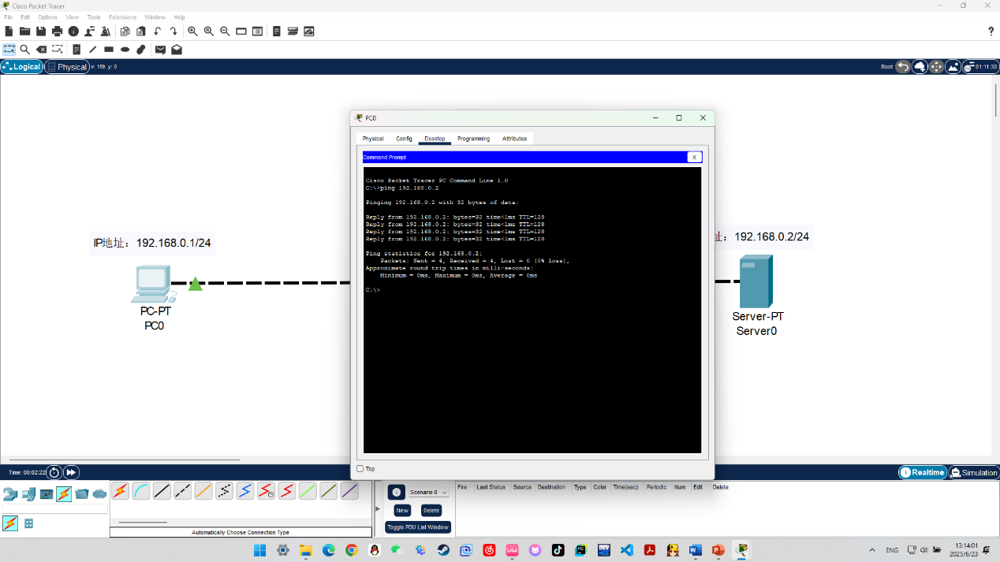 Cisco Packet Tracer
File Edit Options View Tools Extensions Window Help
Logical Physical x: 189, y: 0 Root 01:11:30
PC0
Physical Config Desktop Programming Attributes
Command Prompt X
Cisco Packet Tracer PC Command Line 1.0
C:\>ping 192.168.0.2
Pinging 192.168.0.2 with 32 bytes of data:
Reply from 192.168.0.2: bytes=32 time<1ms TTL=128
Reply from 192.168.0.2: bytes=32 time<1ms TTL=128
Reply from 192.168.0.2: bytes=32 time<1ms TTL=128
Reply from 192.168.0.2: bytes=32 time<1ms TTL=128
Ping statistics for 192.168.0.2:
Packets: Sent = 4, Received = 4, Lost = 0 (0% loss),
Approximate round trip times in milli-seconds:
Minimum = 0ms, Maximum = 0ms, Average = 0ms
C:\>
Top
IP地址：192.168.0.1/24
PC-PT
PC0
址：192.168.0.2/24
Server-PT
Server0
Time: 00:02:22 Realtime Simulation
Scenario 0
New Delete
Toggle PDU List Window
Fire Last Status Source Destination Type Color Time(sec) Periodic Num Edit Delete
Automatically Choose Connection Type
ENG
13:14:01
2025/6/23